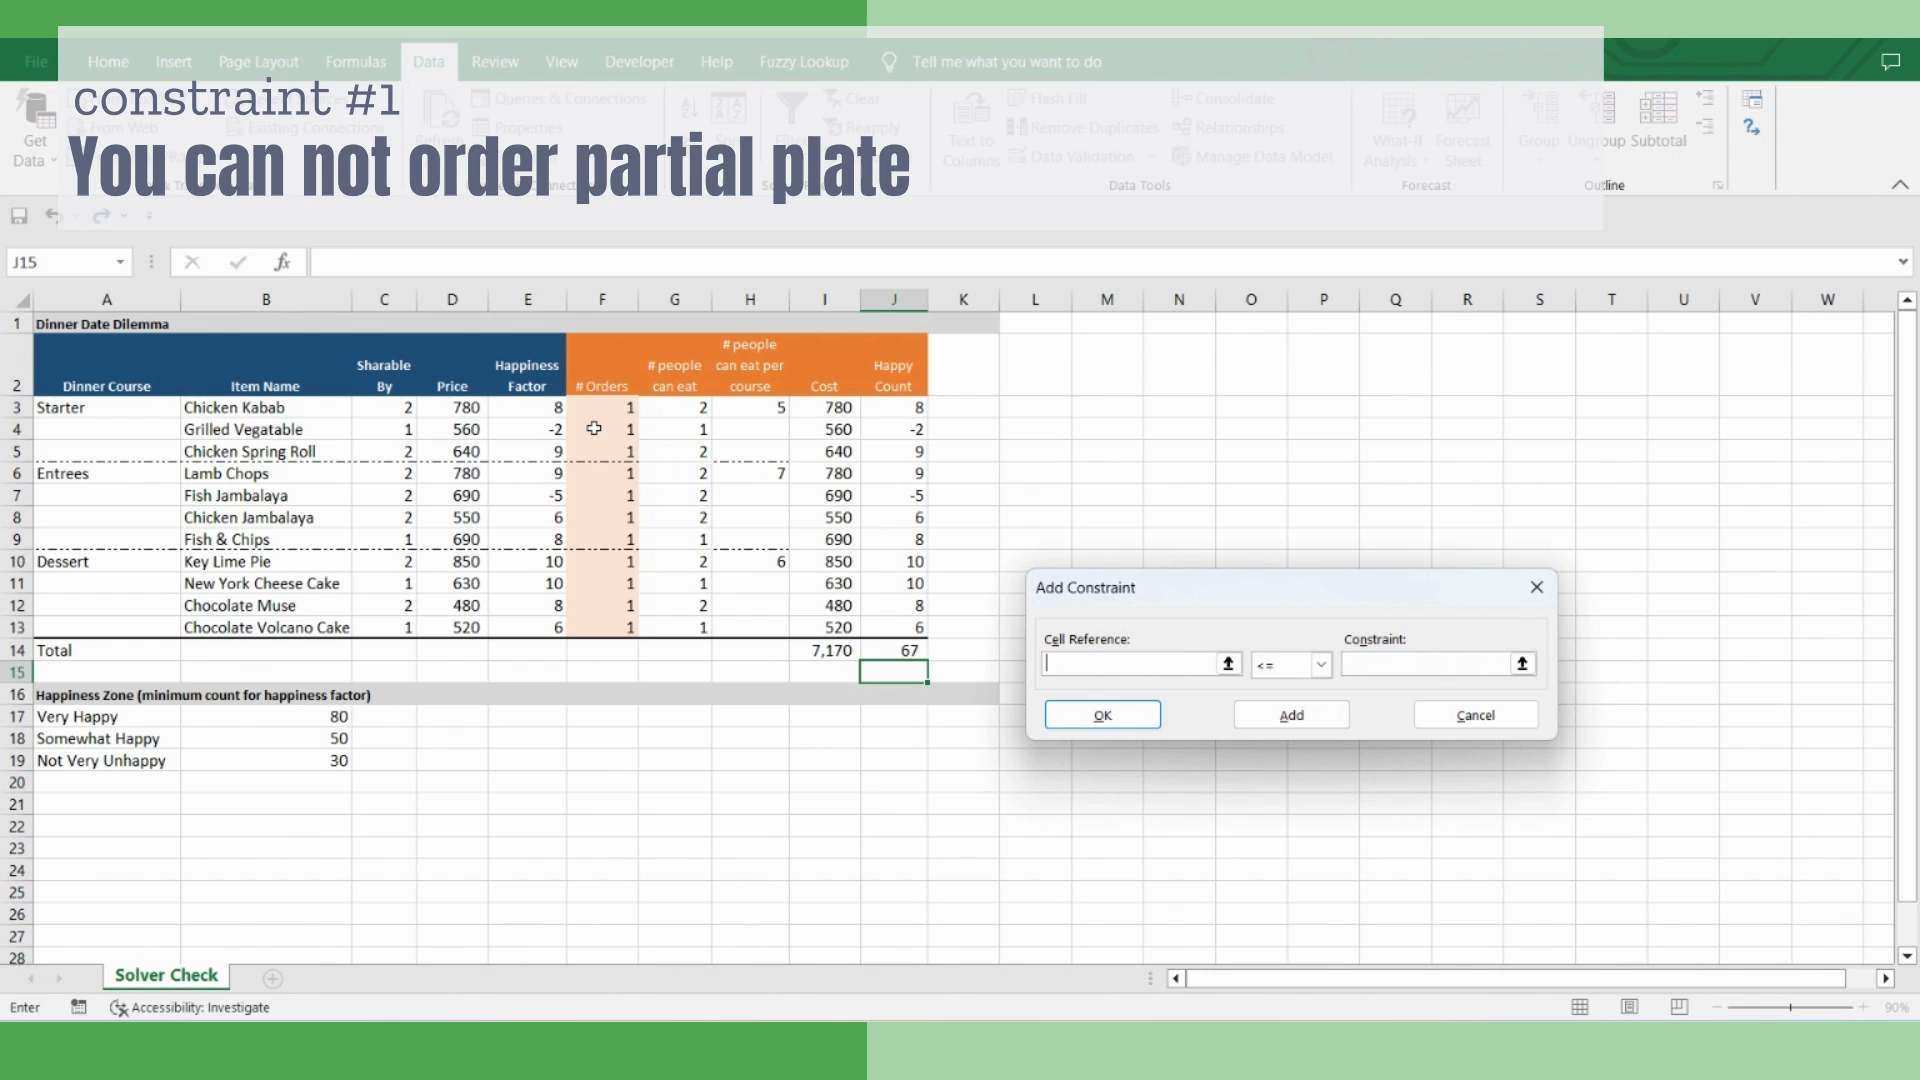 File Home Insert Page Layout Formulas Data Review View Developer Help Fuzzy Lookup Tell me what you want to do
constraint #1
You can not order partial plate
Queries & Connections Clear Flash Fill Consolidate
From Web Existing Connections Properties Reapply Remove Duplicates Relationships
Get Data Text to Columns Data Validation Manage Data Model What-If Analysis Forecast Sheet Group Ungroup Subtotal
Data Tools Forecast Outline
J15 fx
A B C D E F G H I J K L M N O P Q R S T U V W
1 Dinner Date Dilemma
2 Dinner Course Item Name Sharable By Price Happiness Factor # Orders # people can eat # people can eat per course Cost Happy Count
3 Starter Chicken Kabab 2 780 8 1 2 5 780 8
4 Grilled Vegatable 1 560 -2 1 1 560 -2
5 Chicken Spring Roll 2 640 9 1 2 640 9
6 Entrees Lamb Chops 2 780 9 1 2 7 780 9
7 Fish Jambalaya 2 690 -5 1 2 690 -5
8 Chicken Jambalaya 2 550 6 1 2 550 6
9 Fish & Chips 1 690 8 1 1 690 8
10 Dessert Key Lime Pie 2 850 10 1 2 6 850 10
11 New York Cheese Cake 1 630 10 1 1 630 10
12 Chocolate Muse 2 480 8 1 2 480 8
13 Chocolate Volcano Cake 1 520 6 1 1 520 6
14 Total 7,170 67
15
16 Happiness Zone (minimum count for happiness factor)
17 Very Happy 80
18 Somewhat Happy 50
19 Not Very Unhappy 30
20
21
22
23
24
25
26
27
28
Add Constraint
Cell Reference: Constraint:
<=
OK Add Cancel
Solver Check
Enter Accessibility: Investigate 90%